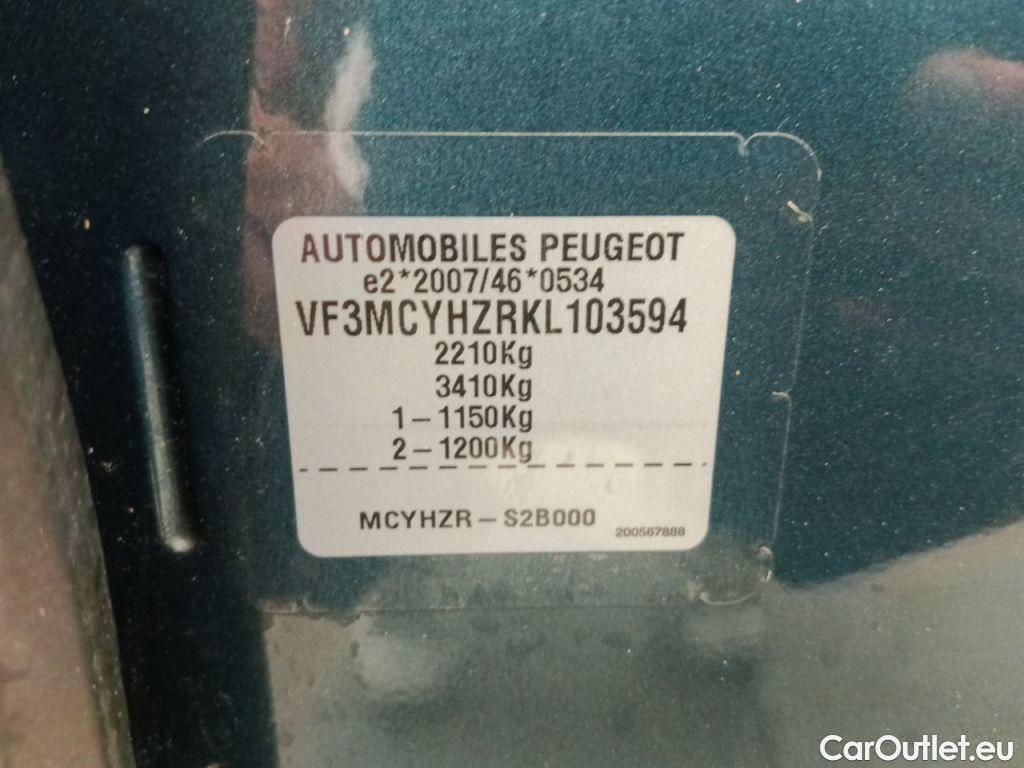 AUTOMOBILES PEUGEOT
e2*2007/46*0534
VF3MCYHZRKL103594
2210Kg
3410Kg
1-1150Kg
2-1200Kg
MCYHZR-S2B000
200567888
CarOutlet.eu